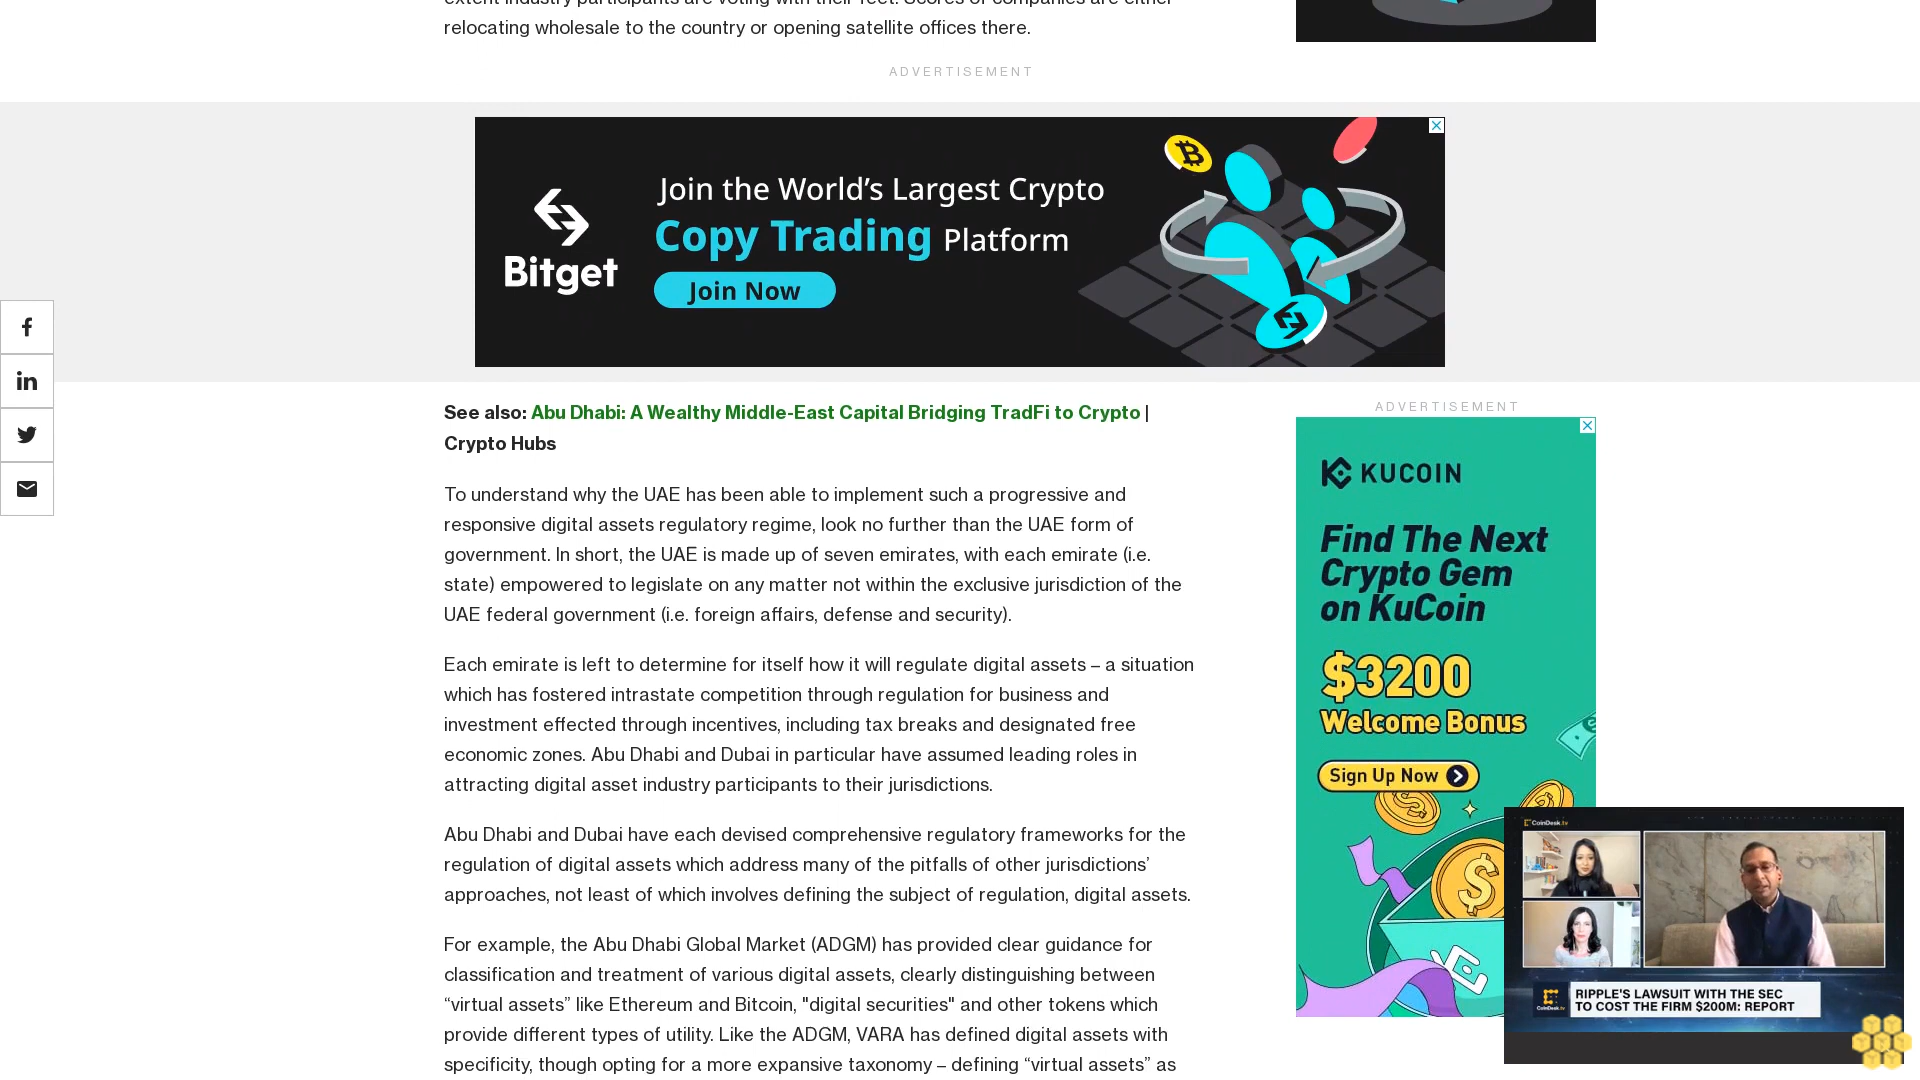 relocating wholesale to the country or opening satellite offices there.
ADVERTISEMENT
Bitget
Join the World's Largest Crypto
Copy Trading Platform
Join Now
See also: Abu Dhabi: A Wealthy Middle-East Capital Bridging TradFi to Crypto |
Crypto Hubs
To understand why the UAE has been able to implement such a progressive and
responsive digital assets regulatory regime, look no further than the UAE form of
government. In short, the UAE is made up of seven emirates, with each emirate (i.e.
state) empowered to legislate on any matter not within the exclusive jurisdiction of the
UAE federal government (i.e. foreign affairs, defense and security).
Each emirate is left to determine for itself how it will regulate digital assets – a situation
which has fostered intrastate competition through regulation for business and
investment effected through incentives, including tax breaks and designated free
economic zones. Abu Dhabi and Dubai in particular have assumed leading roles in
attracting digital asset industry participants to their jurisdictions.
Abu Dhabi and Dubai have each devised comprehensive regulatory frameworks for the
regulation of digital assets which address many of the pitfalls of other jurisdictions'
approaches, not least of which involves defining the subject of regulation, digital assets.
For example, the Abu Dhabi Global Market (ADGM) has provided clear guidance for
classification and treatment of various digital assets, clearly distinguishing between
“virtual assets” like Ethereum and Bitcoin, "digital securities" and other tokens which
provide different types of utility. Like the ADGM, VARA has defined digital assets with
specificity, though opting for a more expansive taxonomy – defining “virtual assets” as
ADVERTISEMENT
KUCOIN
Find The Next
Crypto Gem
on KuCoin
$3200
Welcome Bonus
Sign Up Now
CoinDesk.tv
RIPPLE'S LAWSUIT WITH THE SEC
TO COST THE FIRM $200M: REPORT
CoinDesk.tv